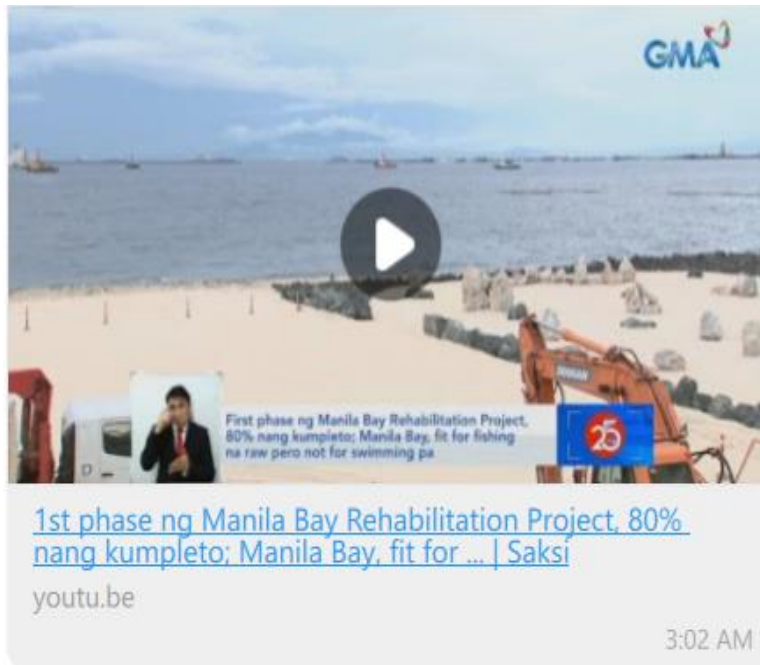 GMA
First phase ng Manila Bay Rehabilitation Project,
80% nang kumpleto; Manila Bay, fit for fishing
na raw pero not for swimming pa
25
1st phase ng Manila Bay Rehabilitation Project, 80%
nang kumpleto; Manila Bay, fit for ... | Saksi
youtu.be
3:02 AM